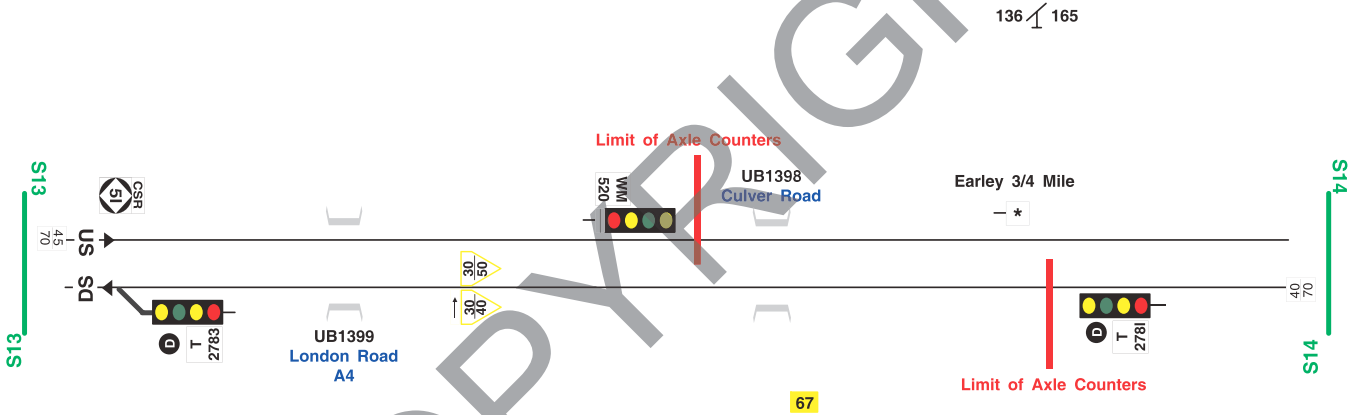 136 165
Limit of Axle Counters
S13
CSR
51
WM
520
UB1398
Culver Road
Earley 3/4 Mile
*
S14
45
70
US
DS
30
50
30
40
40
70
D
T
2783
UB1399
London Road
A4
D
T
2781
S13
S14
Limit of Axle Counters
67
COPYRIG